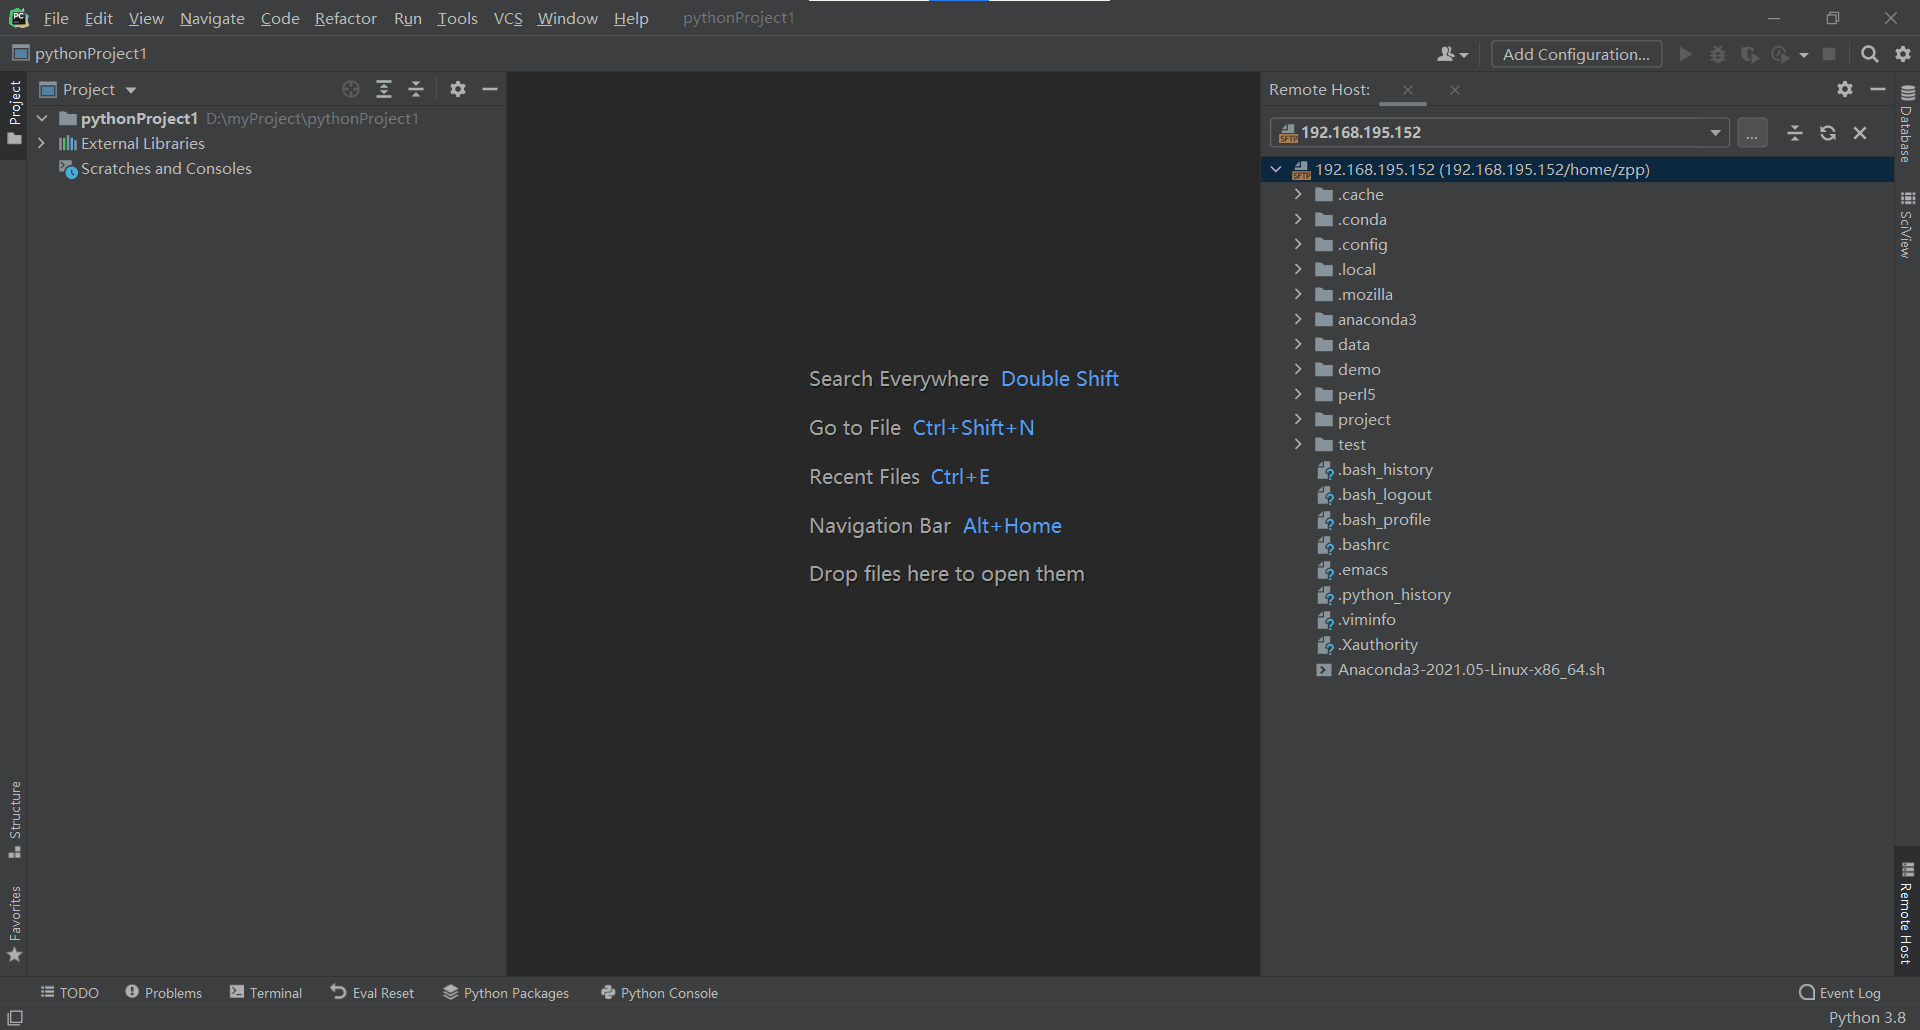 File Edit View Navigate Code Refactor Run Tools VCS Window Help pythonProject1
pythonProject1
Add Configuration...
Project
Project
pythonProject1 D:\myProject\pythonProject1
External Libraries
Scratches and Consoles
Structure
Favorites
Search Everywhere Double Shift
Go to File Ctrl+Shift+N
Recent Files Ctrl+E
Navigation Bar Alt+Home
Drop files here to open them
Remote Host:
SFTP 192.168.195.152
...
SFTP 192.168.195.152 (192.168.195.152/home/zpp)
.cache
.conda
.config
.local
.mozilla
anaconda3
data
demo
perl5
project
test
.bash_history
.bash_logout
.bash_profile
.bashrc
.emacs
.python_history
.viminfo
.Xauthority
Anaconda3-2021.05-Linux-x86_64.sh
Database
SciView
Remote Host
TODO Problems Terminal Eval Reset Python Packages Python Console Event Log
Python 3.8